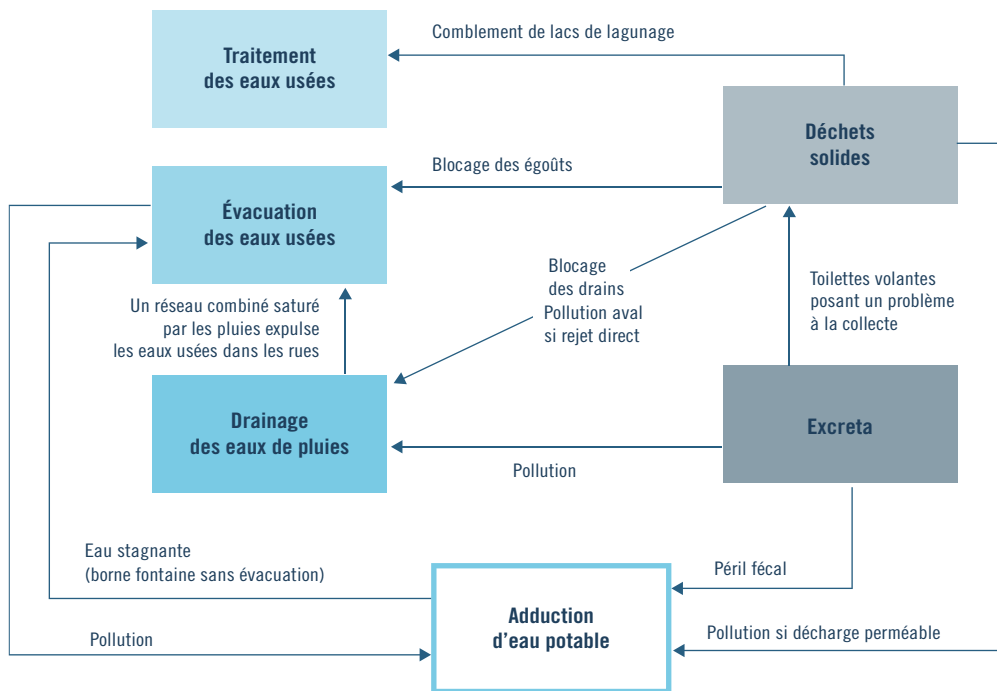 Comblement de lacs de lagunage
Traitement
des eaux usées
Déchets
solides
Blocage des égoûts
Évacuation
des eaux usées
Blocage
des drains
Pollution aval
si rejet direct
Toilettes volantes
posant un problème
à la collecte
Un réseau combiné saturé
par les pluies expulse
les eaux usées dans les rues
Drainage
des eaux de pluies
Excreta
Pollution
Eau stagnante
(borne fontaine sans évacuation)
Péril fécal
Adduction
d'eau potable
Pollution si décharge perméable
Pollution